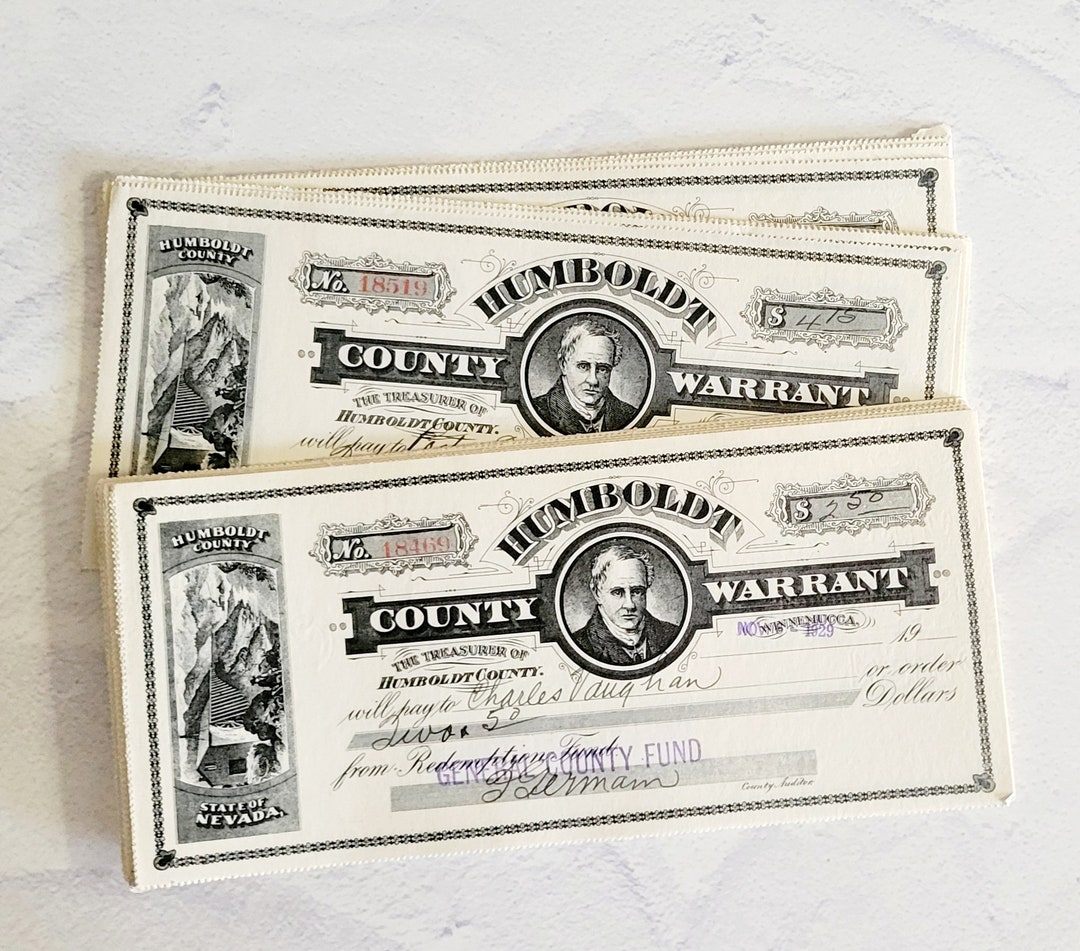 HUMBOLDT
COUNTY
No. 18519
HUMBOLDT
$ 4 15
COUNTY WARRANT
THE TREASURER OF
HUMBOLDT COUNTY.
will pay to
HUMBOLDT
COUNTY
No. 18469
HUMBOLDT
$ 2 50
COUNTY WARRANT
WINNEMUCCA, 1929 19
THE TREASURER OF
HUMBOLDT COUNTY.
will pay to Charles Vaughan or order
Two & 50 Dollars
from Redemption Fund
GENERAL COUNTY FUND
County Auditor
STATE OF
NEVADA.